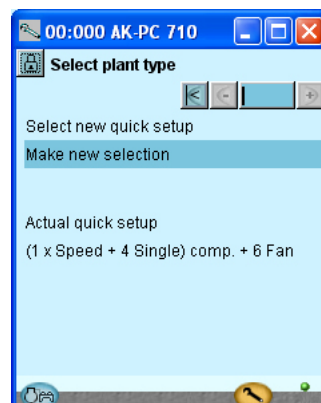 00:000 AK-PC 710
Select plant type
Select new quick setup
Make new selection
Actual quick setup
(1 x Speed + 4 Single) comp. + 6 Fan